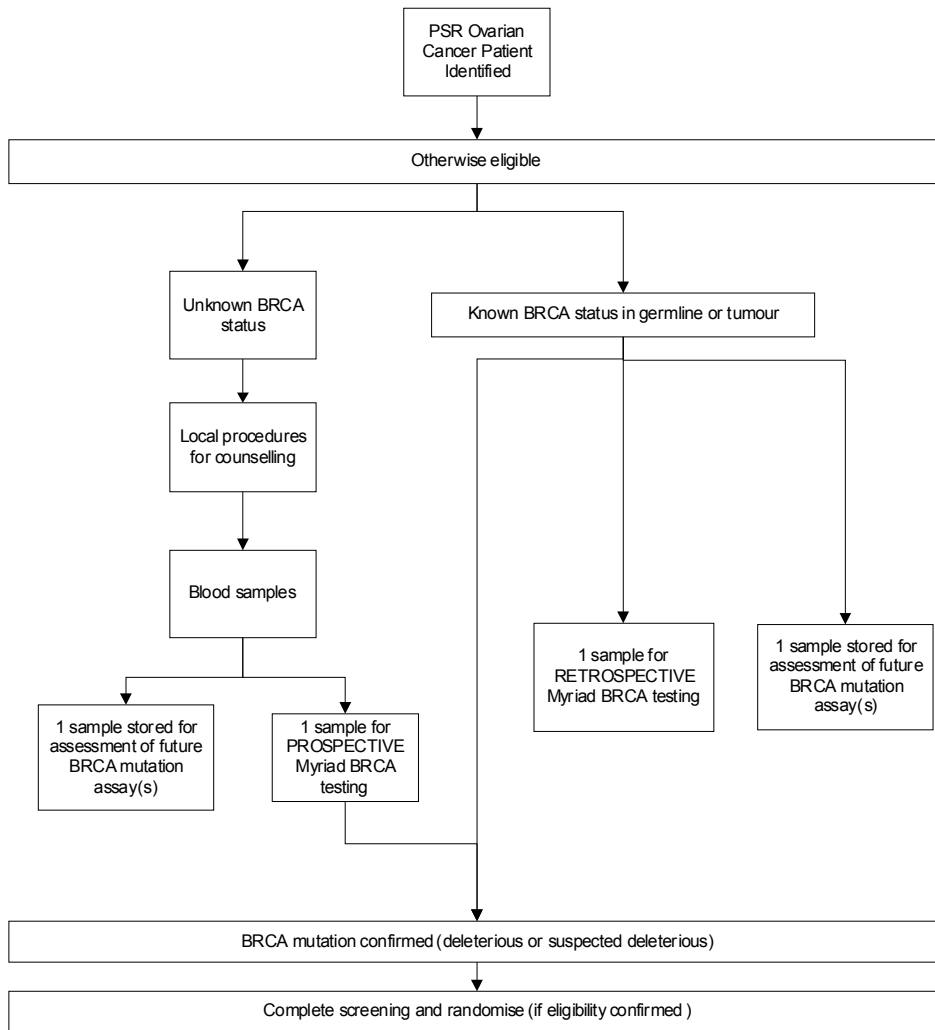 PSR Ovarian
Cancer Patient
Identified
Otherwise eligible
Unknown BRCA
status
Known BRCA status in germline or tumour
Local procedures
for counselling
Blood samples
1 sample for
RETROSPECTIVE
Myriad BRCA
testing
1 sample stored for
assessment of future
BRCA mutation
assay(s)
1 sample stored for
assessment of future
BRCA mutation
assay(s)
1 sample for
PROSPECTIVE
Myriad BRCA
testing
BRCA mutation confirmed (deleterious or suspected deleterious)
Complete screening and randomise (if eligibility confirmed )